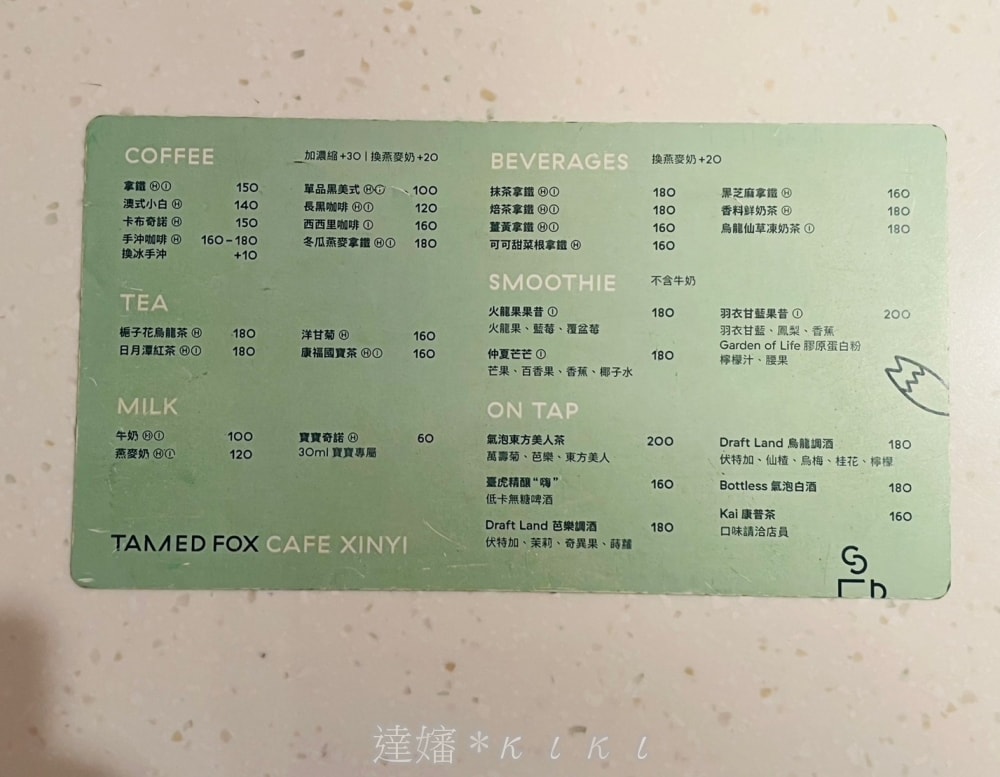 COFFEE 加濃縮+30 | 換燕麥奶+20
拿鐵 ⒽⒾ 150
澳式小白 Ⓗ 140
卡布奇諾 Ⓗ 150
手沖咖啡 Ⓗ 160-180
換冰手沖 +10
單品黑美式 ⒽⒾ 100
長黑咖啡 ⒽⒾ 120
西西里咖啡 Ⓘ 160
冬瓜燕麥拿鐵 ⒽⒾ 180
TEA
梔子花烏龍茶 Ⓗ 180
日月潭紅茶 ⒽⒾ 180
洋甘菊 Ⓗ 160
康福國寶茶 ⒽⒾ 160
MILK
牛奶 ⒽⒾ 100
燕麥奶 ⒽⒾ 120
寶寶奇諾 Ⓗ 60
30ml 寶寶專屬
TAMED FOX CAFE XINYI
BEVERAGES 換燕麥奶+20
抹茶拿鐵 ⒽⒾ 180
焙茶拿鐵 ⒽⒾ 180
薑黃拿鐵 ⒽⒾ 160
可可甜菜根拿鐵 Ⓗ 160
黑芝麻拿鐵 Ⓗ 160
香料鮮奶茶 Ⓗ 180
烏龍仙草凍奶茶 Ⓘ 180
SMOOTHIE 不含牛奶
火龍果果昔 Ⓘ 180
火龍果、藍莓、覆盆莓
仲夏芒芒 Ⓘ 180
芒果、百香果、香蕉、椰子水
羽衣甘藍果昔 Ⓘ 200
羽衣甘藍、鳳梨、香蕉
Garden of Life 膠原蛋白粉
檸檬汁、腰果
ON TAP
氣泡東方美人茶 200
萬壽菊、芭樂、東方美人
臺虎精釀“嗨” 160
低卡無糖啤酒
Draft Land 芭樂調酒 180
伏特加、茉莉、奇異果、蒔蘿
Draft Land 烏龍調酒 180
伏特加、仙楂、烏梅、桂花、檸檬
Bottless 氣泡白酒 180
Kai 康普茶 160
口味請洽店員
達嬸*KIKI